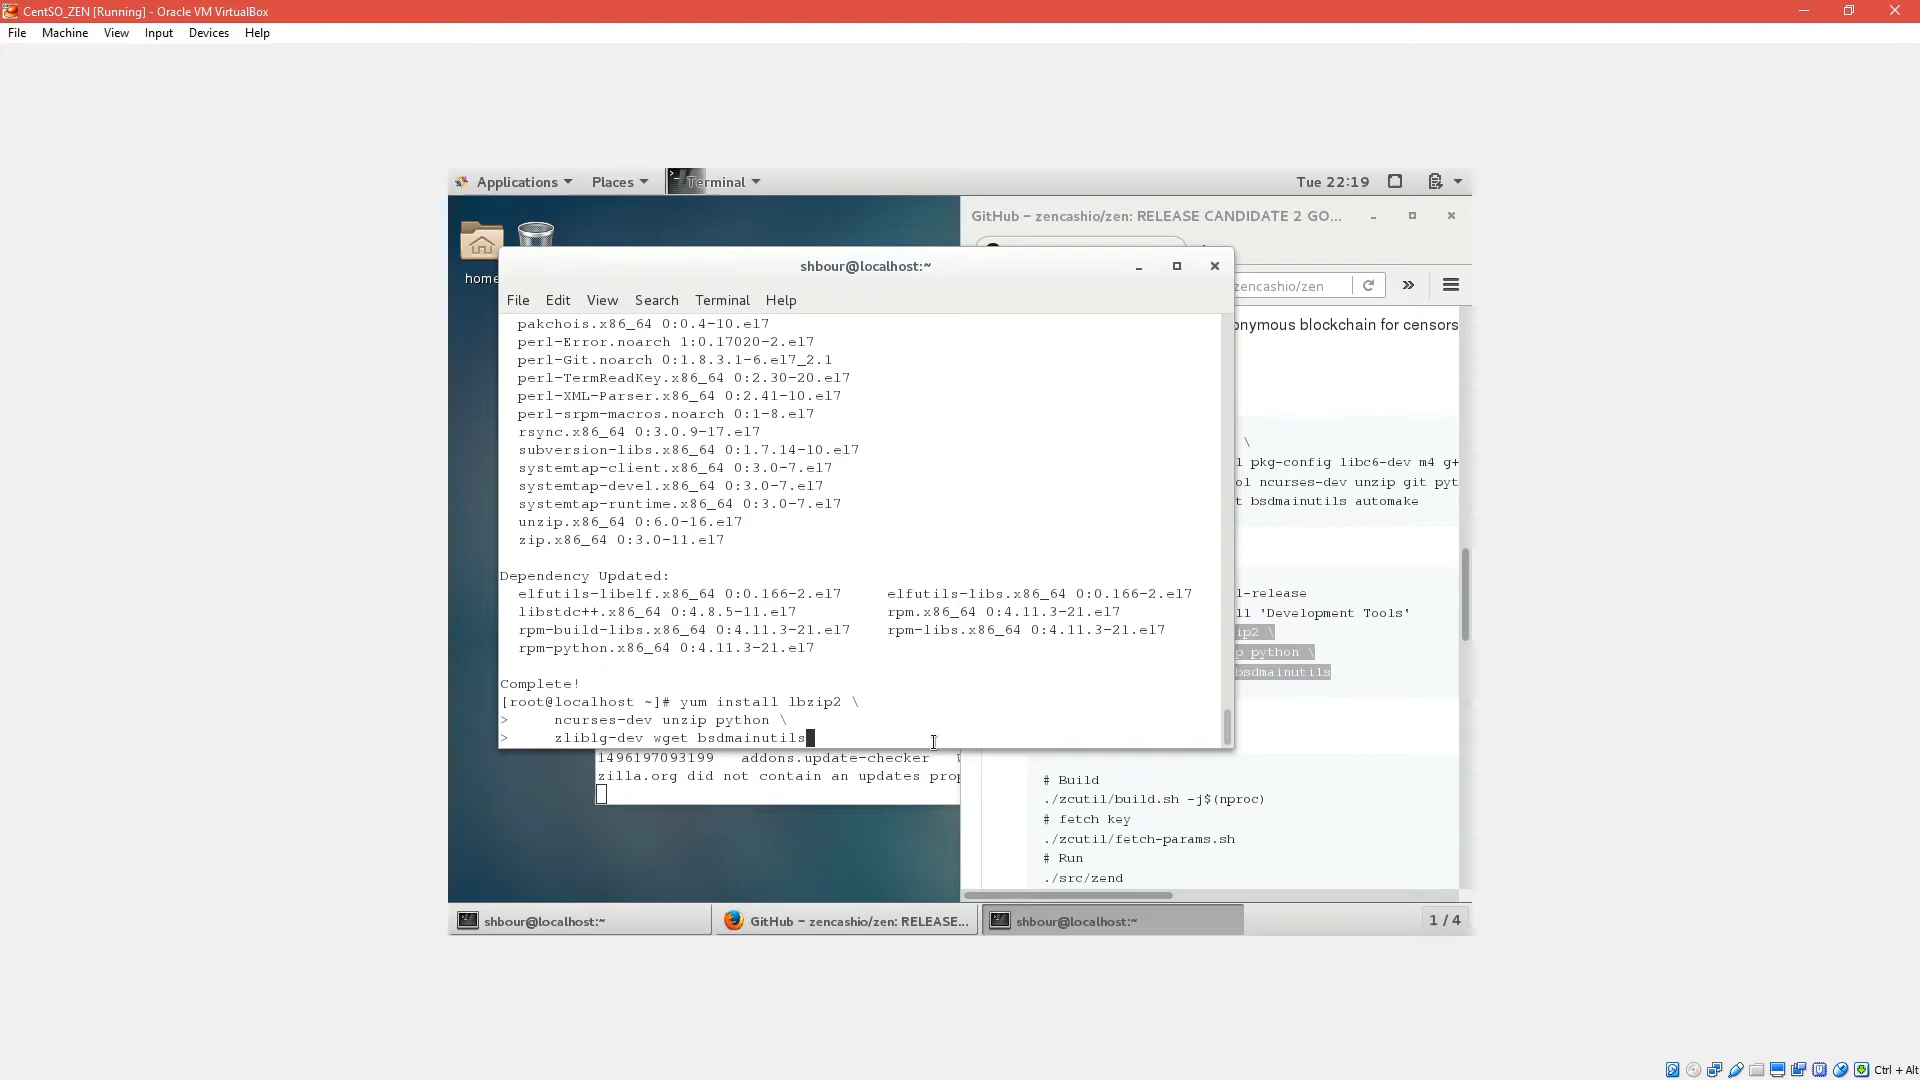 CentSO_ZEN [Running] - Oracle VM VirtualBox
File Machine View Input Devices Help
Applications Places Terminal Tue 22:19
home
GitHub - zencashio/zen: RELEASE CANDIDATE 2 GO...
zencashio/zen
shbour@localhost:~
File Edit View Search Terminal Help
pakchois.x86_64 0:0.4-10.el7
perl-Error.noarch 1:0.17020-2.el7
perl-Git.noarch 0:1.8.3.1-6.el7_2.1
perl-TermReadKey.x86_64 0:2.30-20.el7
perl-XML-Parser.x86_64 0:2.41-10.el7
perl-srpm-macros.noarch 0:1-8.el7
rsync.x86_64 0:3.0.9-17.el7
subversion-libs.x86_64 0:1.7.14-10.el7
systemtap-client.x86_64 0:3.0-7.el7
systemtap-devel.x86_64 0:3.0-7.el7
systemtap-runtime.x86_64 0:3.0-7.el7
unzip.x86_64 0:6.0-16.el7
zip.x86_64 0:3.0-11.el7
Dependency Updated:
elfutils-libelf.x86_64 0:0.166-2.el7 elfutils-libs.x86_64 0:0.166-2.el7
libstdc++.x86_64 0:4.8.5-11.el7 rpm.x86_64 0:4.11.3-21.el7
rpm-build-libs.x86_64 0:4.11.3-21.el7 rpm-libs.x86_64 0:4.11.3-21.el7
rpm-python.x86_64 0:4.11.3-21.el7
Complete!
[root@localhost ~]# yum install lbzip2 \
> ncurses-dev unzip python \
> zliblg-dev wget bsdmainutils
1496197093199 addons.update-checker
zilla.org did not contain an updates prop
onymous blockchain for censors
\
l pkg-config libc6-dev m4 g+
ol ncurses-dev unzip git pyt
t bsdmainutils automake
l-release
ll 'Development Tools'
ip2 \
p python \
bsdmainutils
# Build
./zcutil/build.sh -j$(nproc)
# fetch key
./zcutil/fetch-params.sh
# Run
./src/zend
shbour@localhost:~ GitHub - zencashio/zen: RELEASE... shbour@localhost:~ 1 / 4
Ctrl + Alt